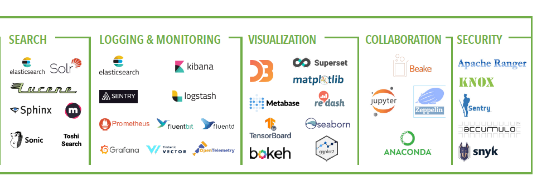 SEARCH
elasticsearch
Solr
Lucene
Sphinx
m
Sonic
Toshi
Search
LOGGING & MONITORING
elasticsearch
kibana
SENTRY
logstash
Prometheus
fluentbit
fluentd
Grafana
VECTOR
OpenTelemetry
VISUALIZATION
D3
Superset
matplotlib
Metabase
redash
TensorBoard
seaborn
bokeh
ggplot2
COLLABORATION
Beake
jupyter
Zeppelin
ANACONDA
SECURITY
Apache Ranger
KNOX
Sentry
accumulo
snyk